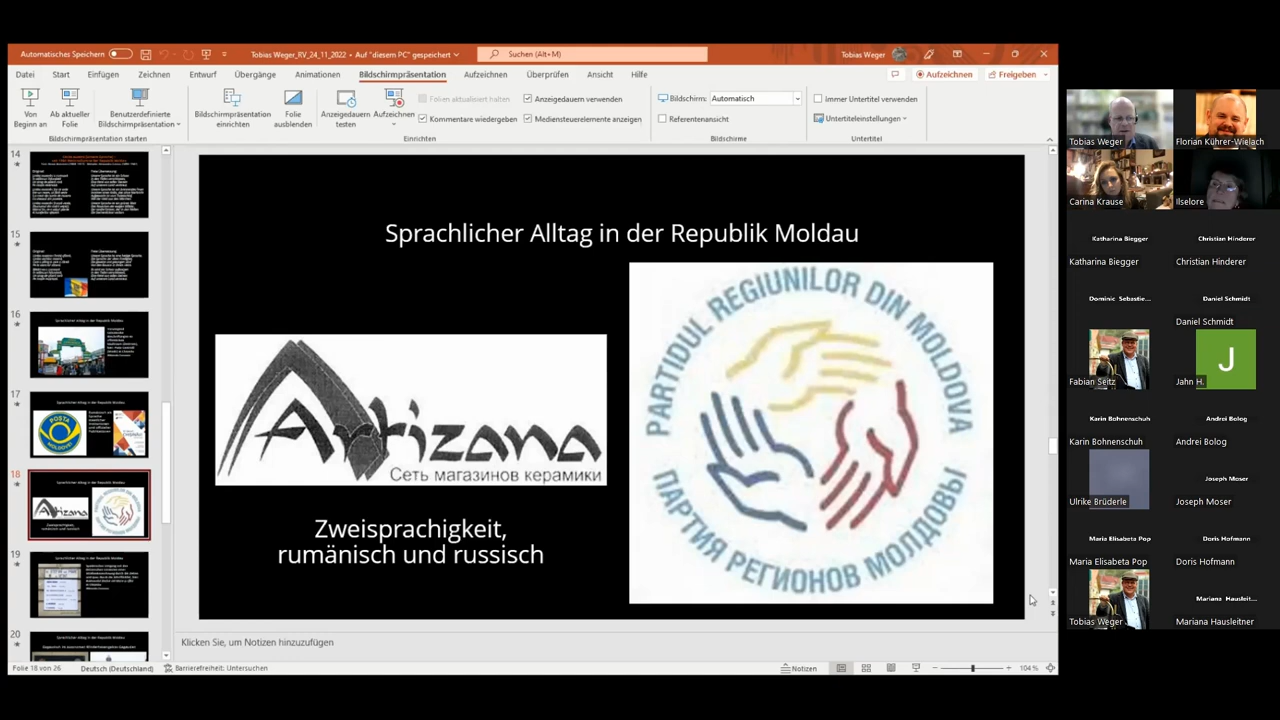 Automatisches Speichern
Tobias Weger_RV_24_11_2022 • Auf "diesem PC" gespeichert
Suchen (Alt+M)
Tobias Weger
Datei Start Einfügen Zeichnen Entwurf Übergänge Animationen Bildschirmpräsentation Aufzeichnen Überprüfen Ansicht Hilfe
Aufzeichnen
Freigeben
Von Beginn an
Ab aktueller Folie
Benutzerdefinierte Bildschirmpräsentation
Bildschirmpräsentation einrichten
Folie ausblenden
Anzeigedauern testen
Aufzeichnen
Folien aktualisiert halten
Kommentare wiedergeben
Anzeigedauern verwenden
Mediensteuerelemente anzeigen
Bildschirm: Automatisch
Referentenansicht
Immer Untertitel verwenden
Untertiteleinstellungen
Bildschirmpräsentation starten
Einrichten
Bildschirme
Untertitel
14
15
16
17
18
19
20
Sprachlicher Alltag in der Republik Moldau
Artizana
Сеть магазинов керамики
Zweisprachigkeit,
rumänisch und russisch
PARTIDUL REGIUNILOR DIN MOLDOVA
ПАРТИЯ РЕГИОНОВ МОЛДОВЫ
Klicken Sie, um Notizen hinzuzufügen
Folie 18 von 26
Deutsch (Deutschland)
Barrierefreiheit: Untersuchen
Notizen
104 %
Tobias Weger
Florian Kührer-Wielach
Carina Krause
Ilselore
Katharina Biegger
Christian Hinderer
Katharina Biegger
Christian Hinderer
Dominic Sebastie...
Daniel Schmidt
Daniel Schmidt
Fabian Seitz
J
Jahn H.
Karin Bohnenschuh
Andrei Bolog
Karin Bohnenschuh
Andrei Bolog
Joseph Moser
Ulrike Brüderle
Joseph Moser
Maria Elisabeta Pop
Doris Hofmann
Maria Elisabeta Pop
Doris Hofmann
Mariana Hausleit...
Tobias Weger
Mariana Hausleitner